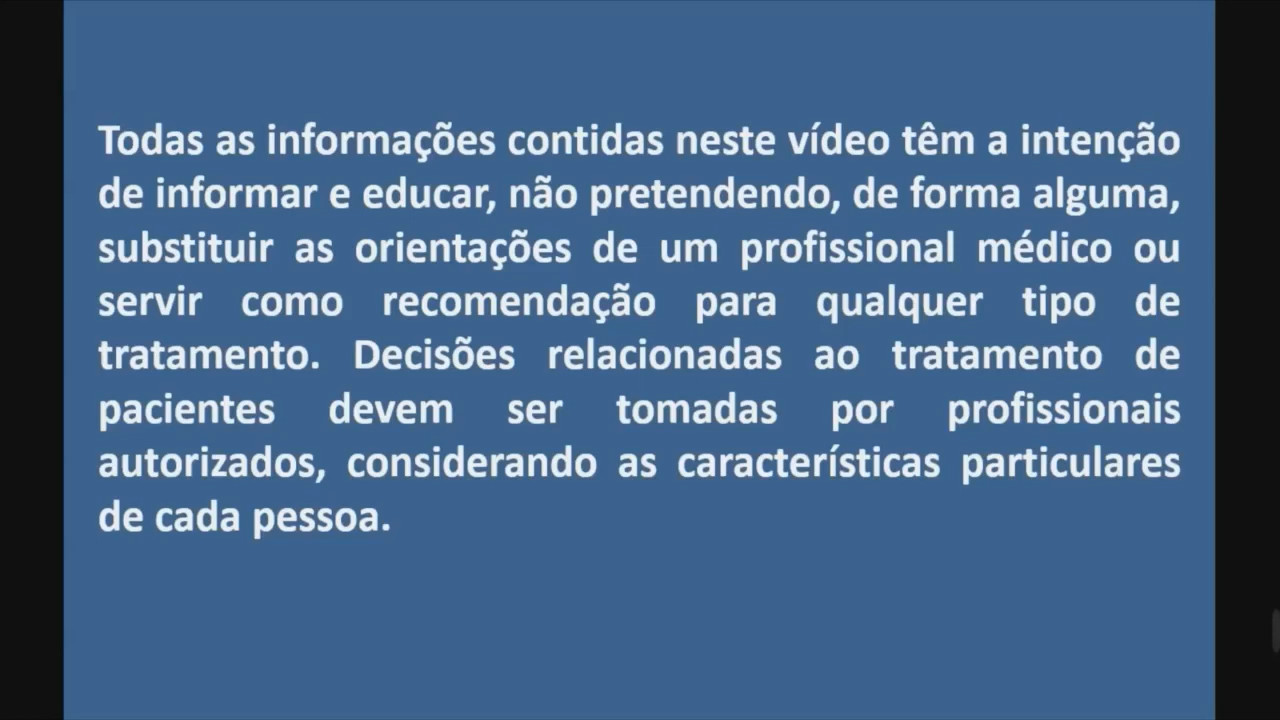 Todas as informações contidas neste vídeo têm a intenção
de informar e educar, não pretendendo, de forma alguma,
substituir as orientações de um profissional médico ou
servir como recomendação para qualquer tipo de
tratamento. Decisões relacionadas ao tratamento de
pacientes devem ser tomadas por profissionais
autorizados, considerando as características particulares
de cada pessoa.